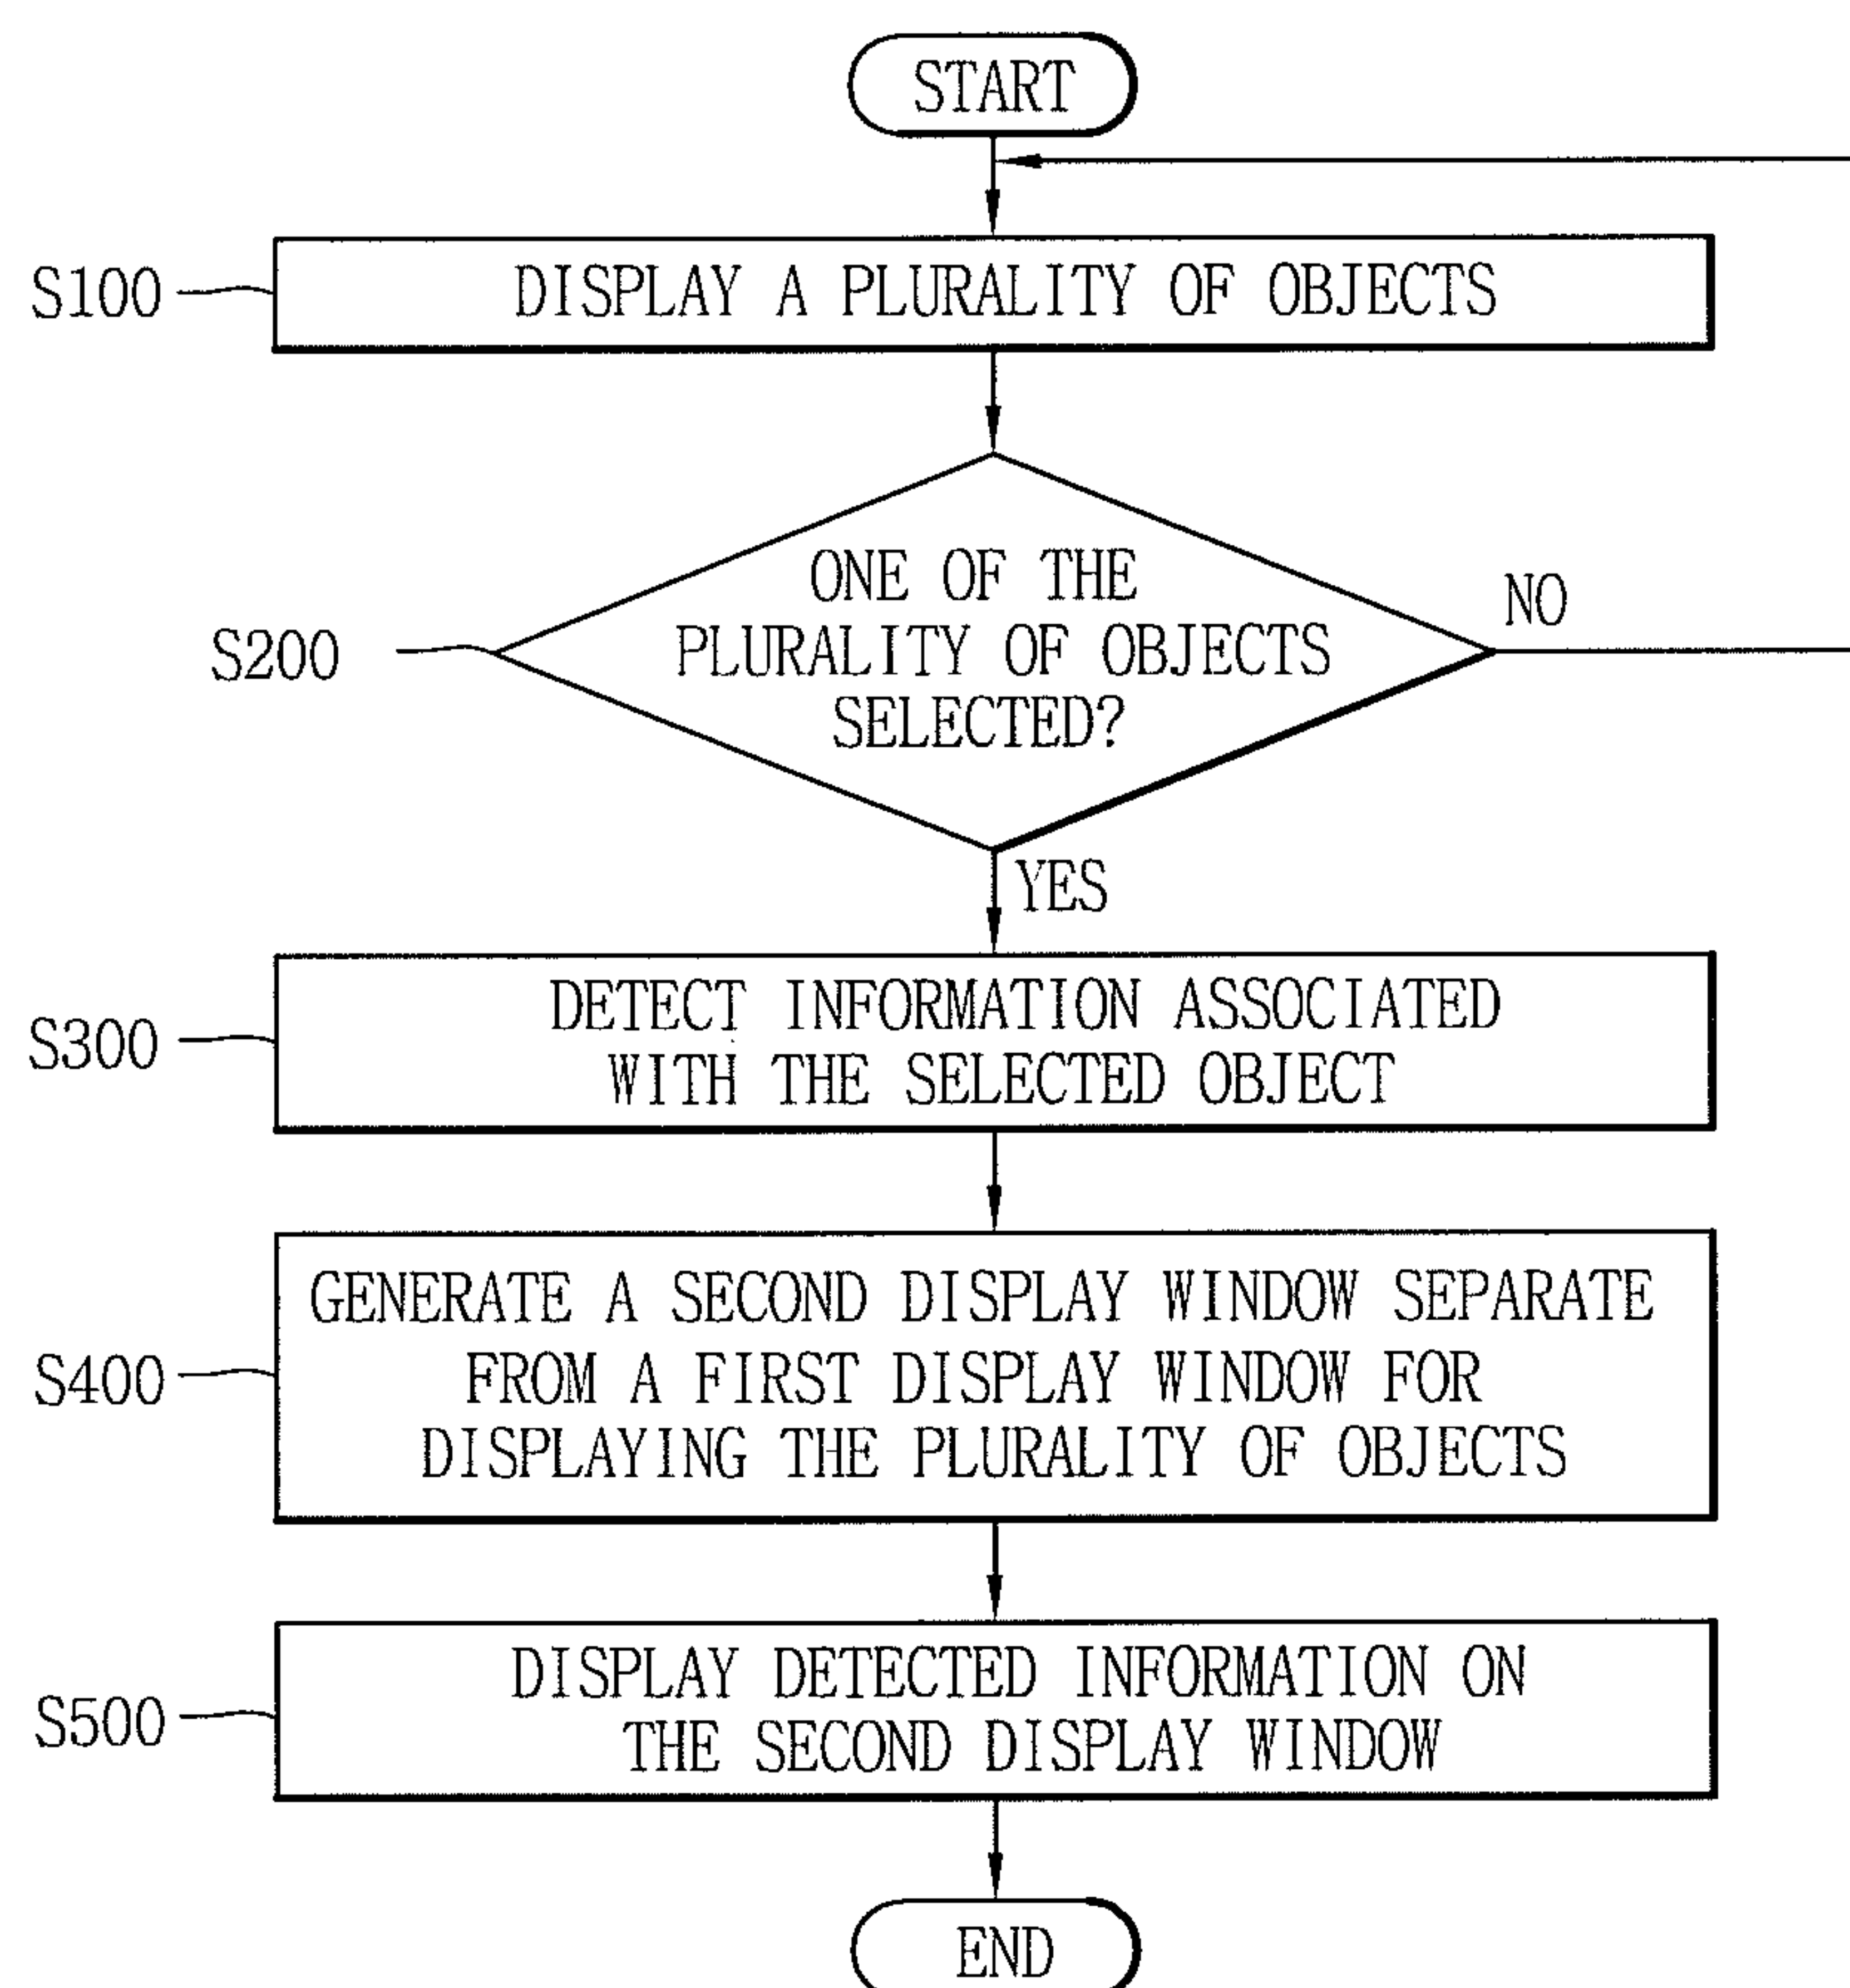 START
S100
DISPLAY A PLURALITY OF OBJECTS
S200
ONE OF THE
PLURALITY OF OBJECTS
SELECTED?
NO
YES
S300
DETECT INFORMATION ASSOCIATED
WITH THE SELECTED OBJECT
S400
GENERATE A SECOND DISPLAY WINDOW SEPARATE
FROM A FIRST DISPLAY WINDOW FOR
DISPLAYING THE PLURALITY OF OBJECTS
S500
DISPLAY DETECTED INFORMATION ON
THE SECOND DISPLAY WINDOW
END